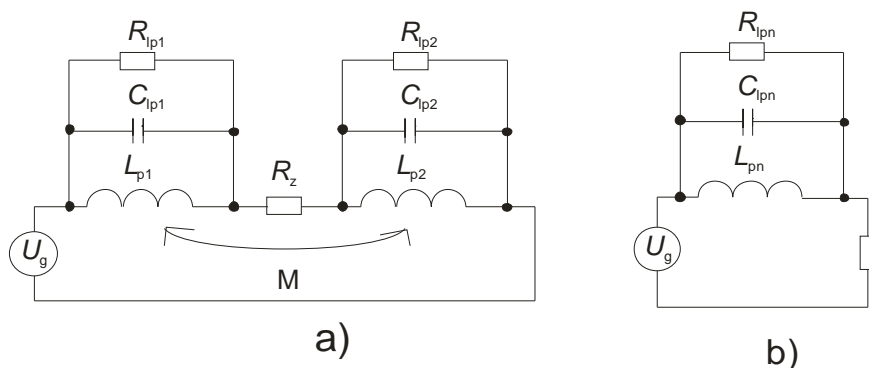 R_lp1
R_lp2
R_lpn
C_lp1
C_lp2
C_lpn
L_p1
R_z
L_p2
L_pn
U_g
M
U_g
a)
b)